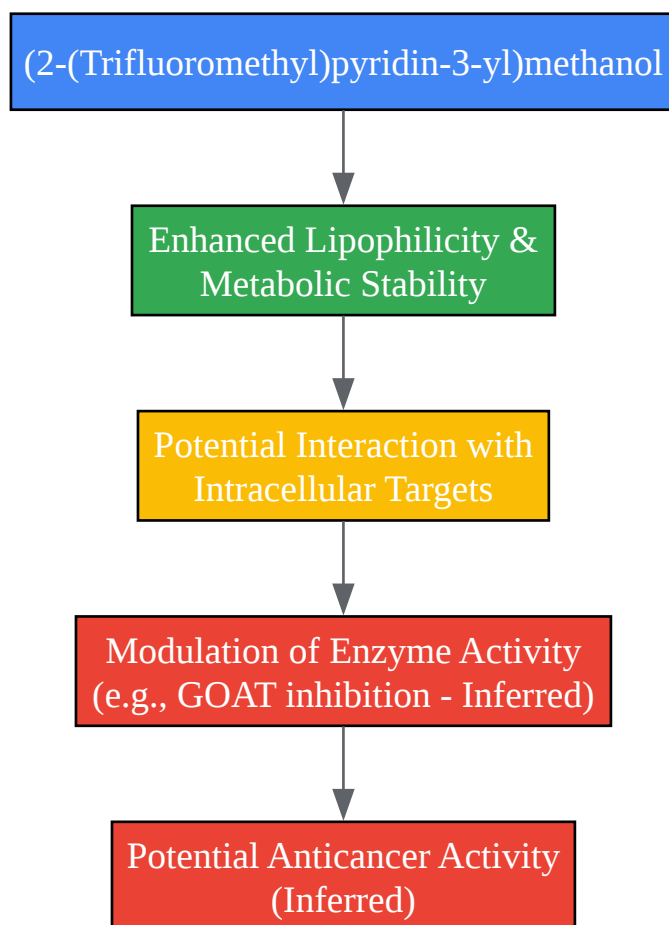 (2-(Trifluoromethyl)pyridin-3-yl)methanol
Enhanced Lipophilicity &
Metabolic Stability
Potential Interaction with
Intracellular Targets
Modulation of Enzyme Activity
(e.g., GOAT inhibition - Inferred)
Potential Anticancer Activity
(Inferred)